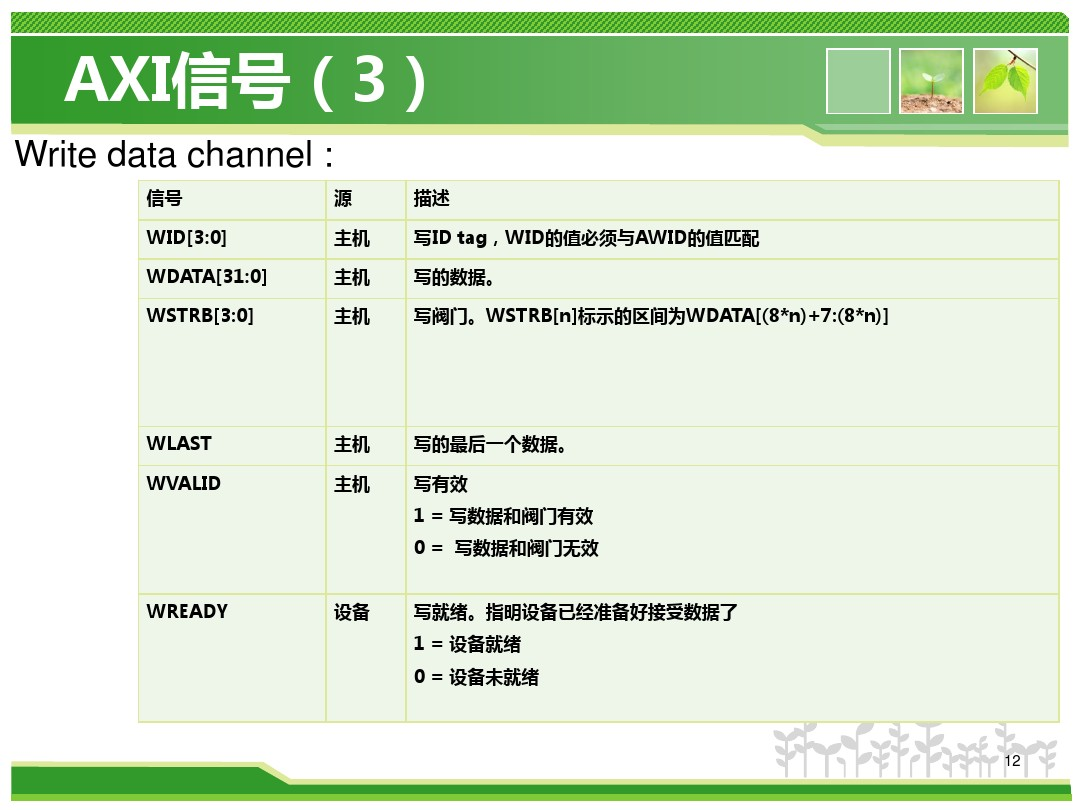 AXI信号（3）
Write data channel：
信号 源 描述
WID[3:0] 主机 写ID tag，WID的值必须与AWID的值匹配
WDATA[31:0] 主机 写的数据。
WSTRB[3:0] 主机 写阀门。WSTRB[n]标示的区间为WDATA[(8*n)+7:(8*n)]
WLAST 主机 写的最后一个数据。
WVALID 主机 写有效
1 = 写数据和阀门有效
0 = 写数据和阀门无效
WREADY 设备 写就绪。指明设备已经准备好接受数据了
1 = 设备就绪
0 = 设备未就绪
12